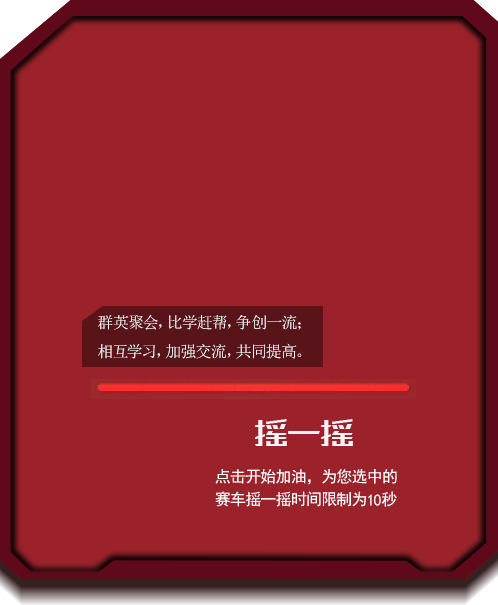 群英聚会，比学赶帮，争创一流；
相互学习，加强交流，共同提高。
摇一摇
点击开始加油，为您选中的
赛车摇一摇时间限制为10秒